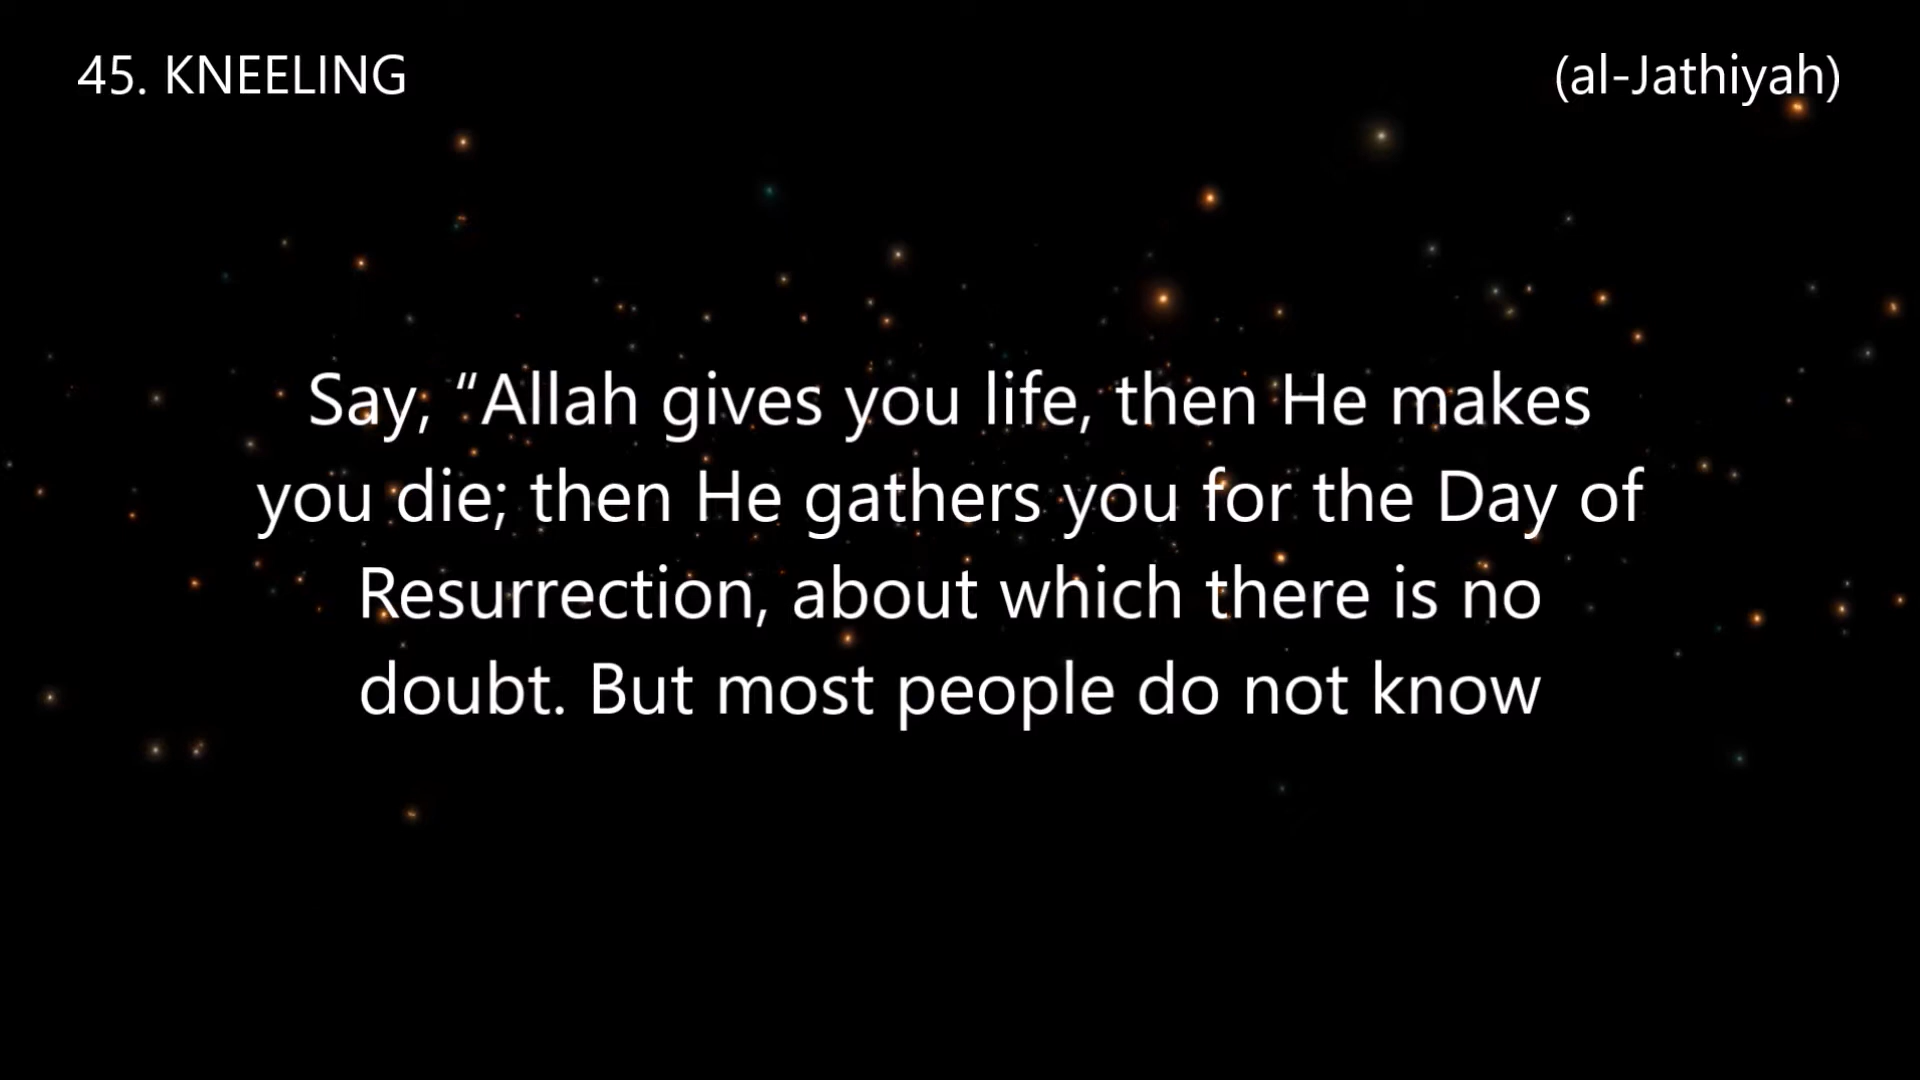 45. KNEELING
(al-Jathiyah)
Say, “Allah gives you life, then He makes
you die; then He gathers you for the Day of
Resurrection, about which there is no
doubt. But most people do not know